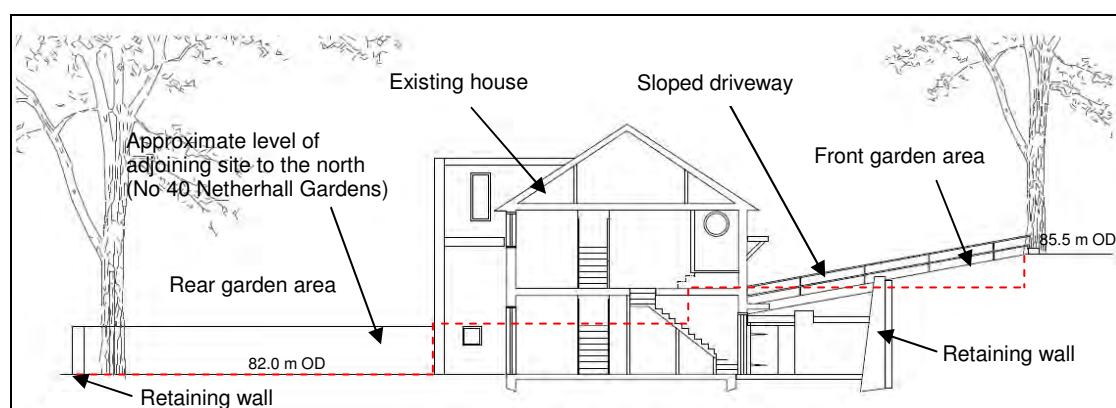 Existing house
Sloped driveway
Approximate level of
adjoining site to the north
(No 40 Netherhall Gardens)
Front garden area
85.5 m OD
Rear garden area
82.0 m OD
Retaining wall
Retaining wall